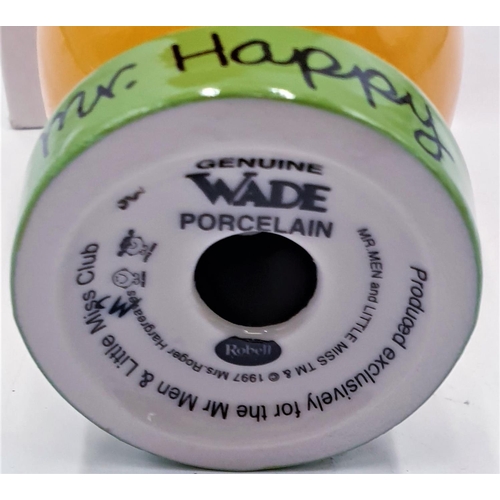 Mr. Happy
GENUINE
WADE
PORCELAIN
MR. MEN and LITTLE MISS TM & © 1997 Mrs. Roger Hargreaves
Robell
Produced exclusively for the Mr Men & Little Miss Club